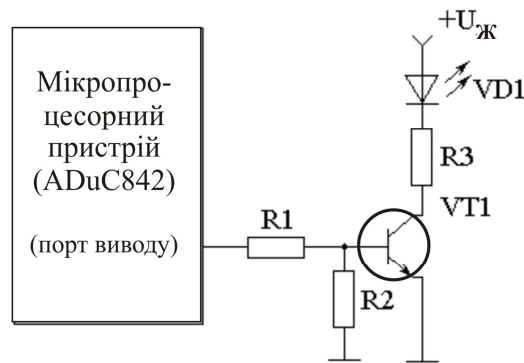 Мікропро-
цесорний
пристрій
(ADuC842)
(порт виводу)
+Uж
VD1
R3
VT1
R1
R2